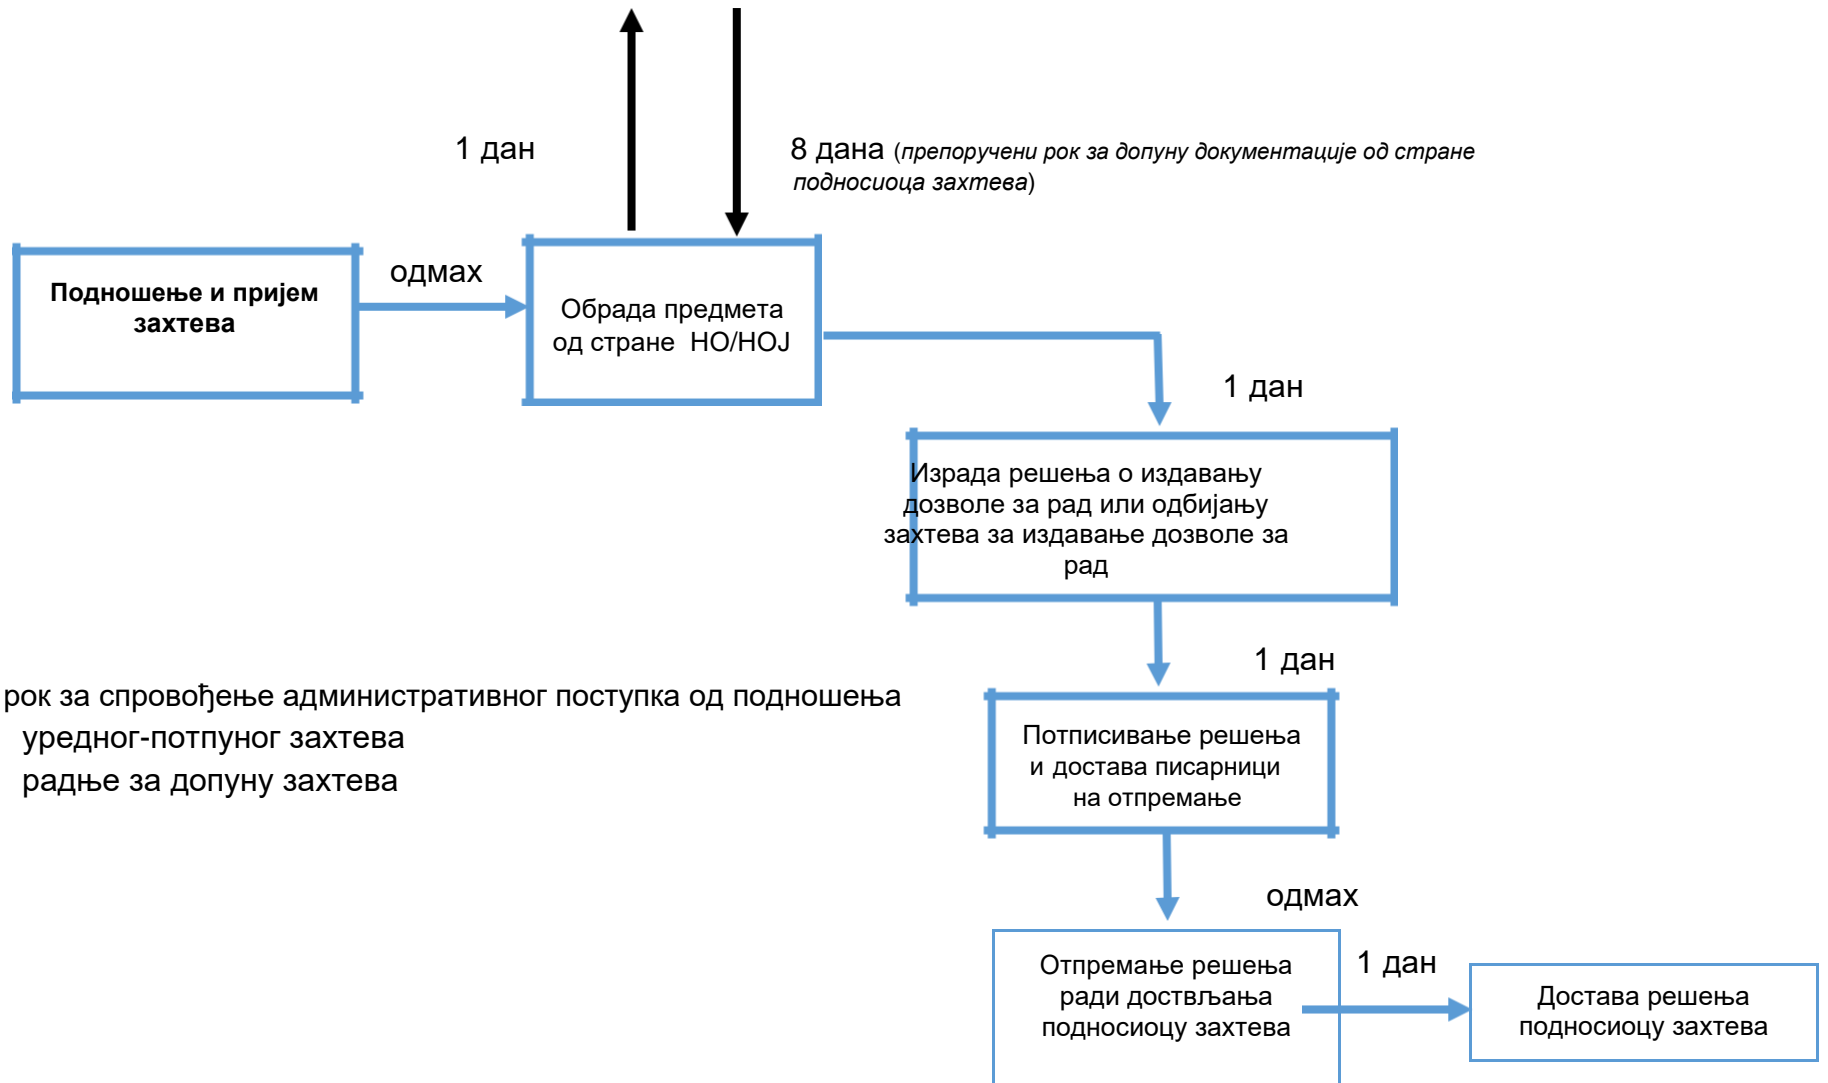 1 дан
8 дана (препоручени рок за допуну документације од стране
подносиоца захтева)
одмах
Подношење и пријем
захтева
Обрада предмета
од стране НО/НОЈ
1 дан
Израда решења о издавању
дозволе за рад или одбијању
захтева за издавање дозволе за
рад
1 дан
рок за спровођење административног поступка од подношења
уредног-потпуног захтева
радње за допуну захтева
Потписивање решења
и достава писарници
на отпремање
одмах
Отпремање решења
ради доствљања
подносиоцу захтева
1 дан
Достава решења
подносиоцу захтева